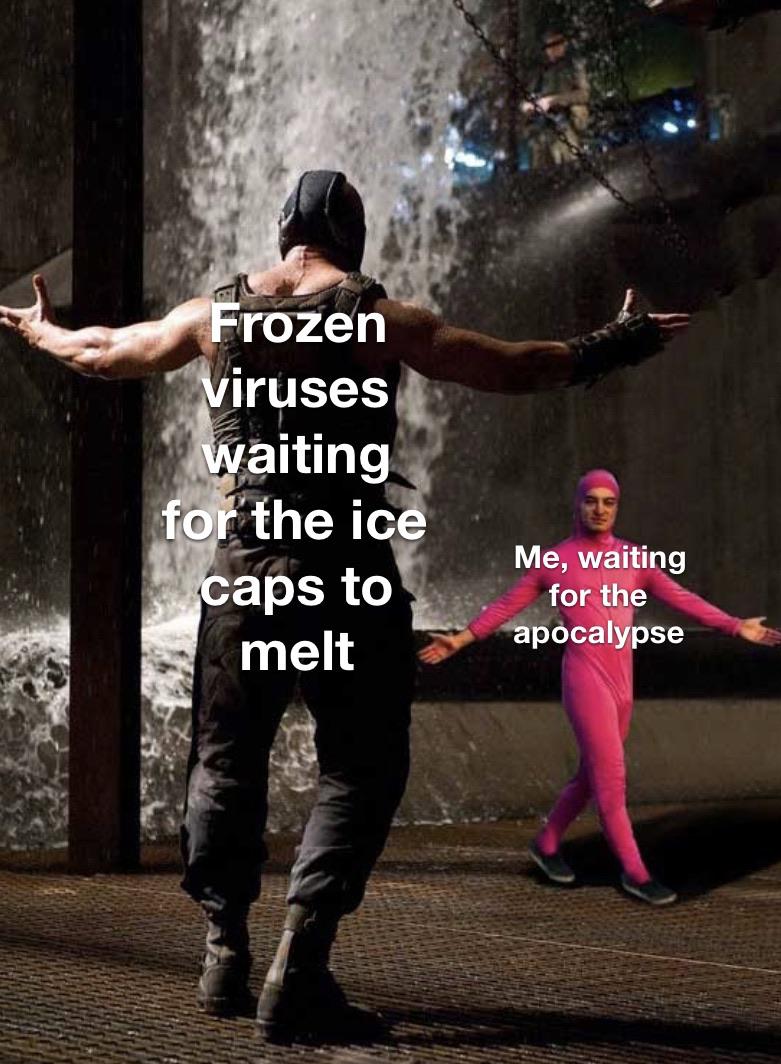 Frozen
viruses
waiting
for the ice
caps to
melt
Me, waiting
for the
apocalypse